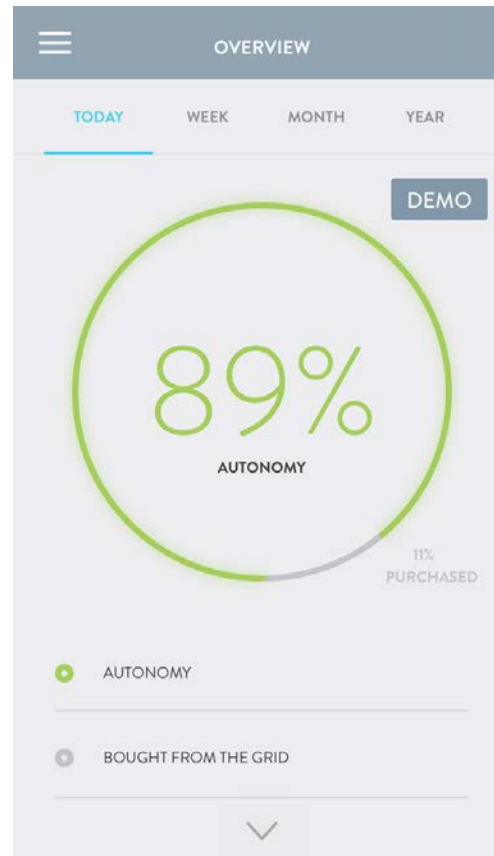 OVERVIEW
TODAY WEEK MONTH YEAR
DEMO
89%
AUTONOMY
11%
PURCHASED
AUTONOMY
BOUGHT FROM THE GRID